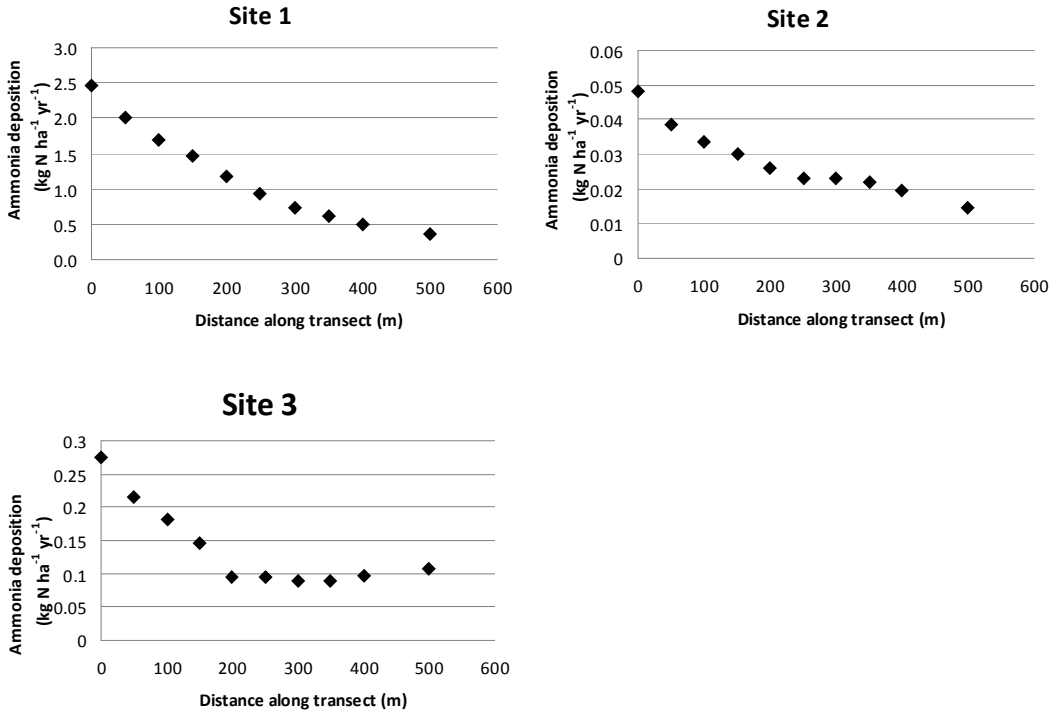 Site 1
Ammonia deposition
(kg N ha⁻¹ yr⁻¹)
3.0
2.5
2.0
1.5
1.0
0.5
0.0
0 100 200 300 400 500 600
Distance along transect (m)
Site 2
Ammonia deposition
(kg N ha⁻¹ yr⁻¹)
0.06
0.05
0.04
0.03
0.02
0.01
0
0 100 200 300 400 500 600
Distance along transect (m)
Site 3
Ammonia deposition
(kg N ha⁻¹ yr⁻¹)
0.3
0.25
0.2
0.15
0.1
0.05
0
0 100 200 300 400 500 600
Distance along transect (m)